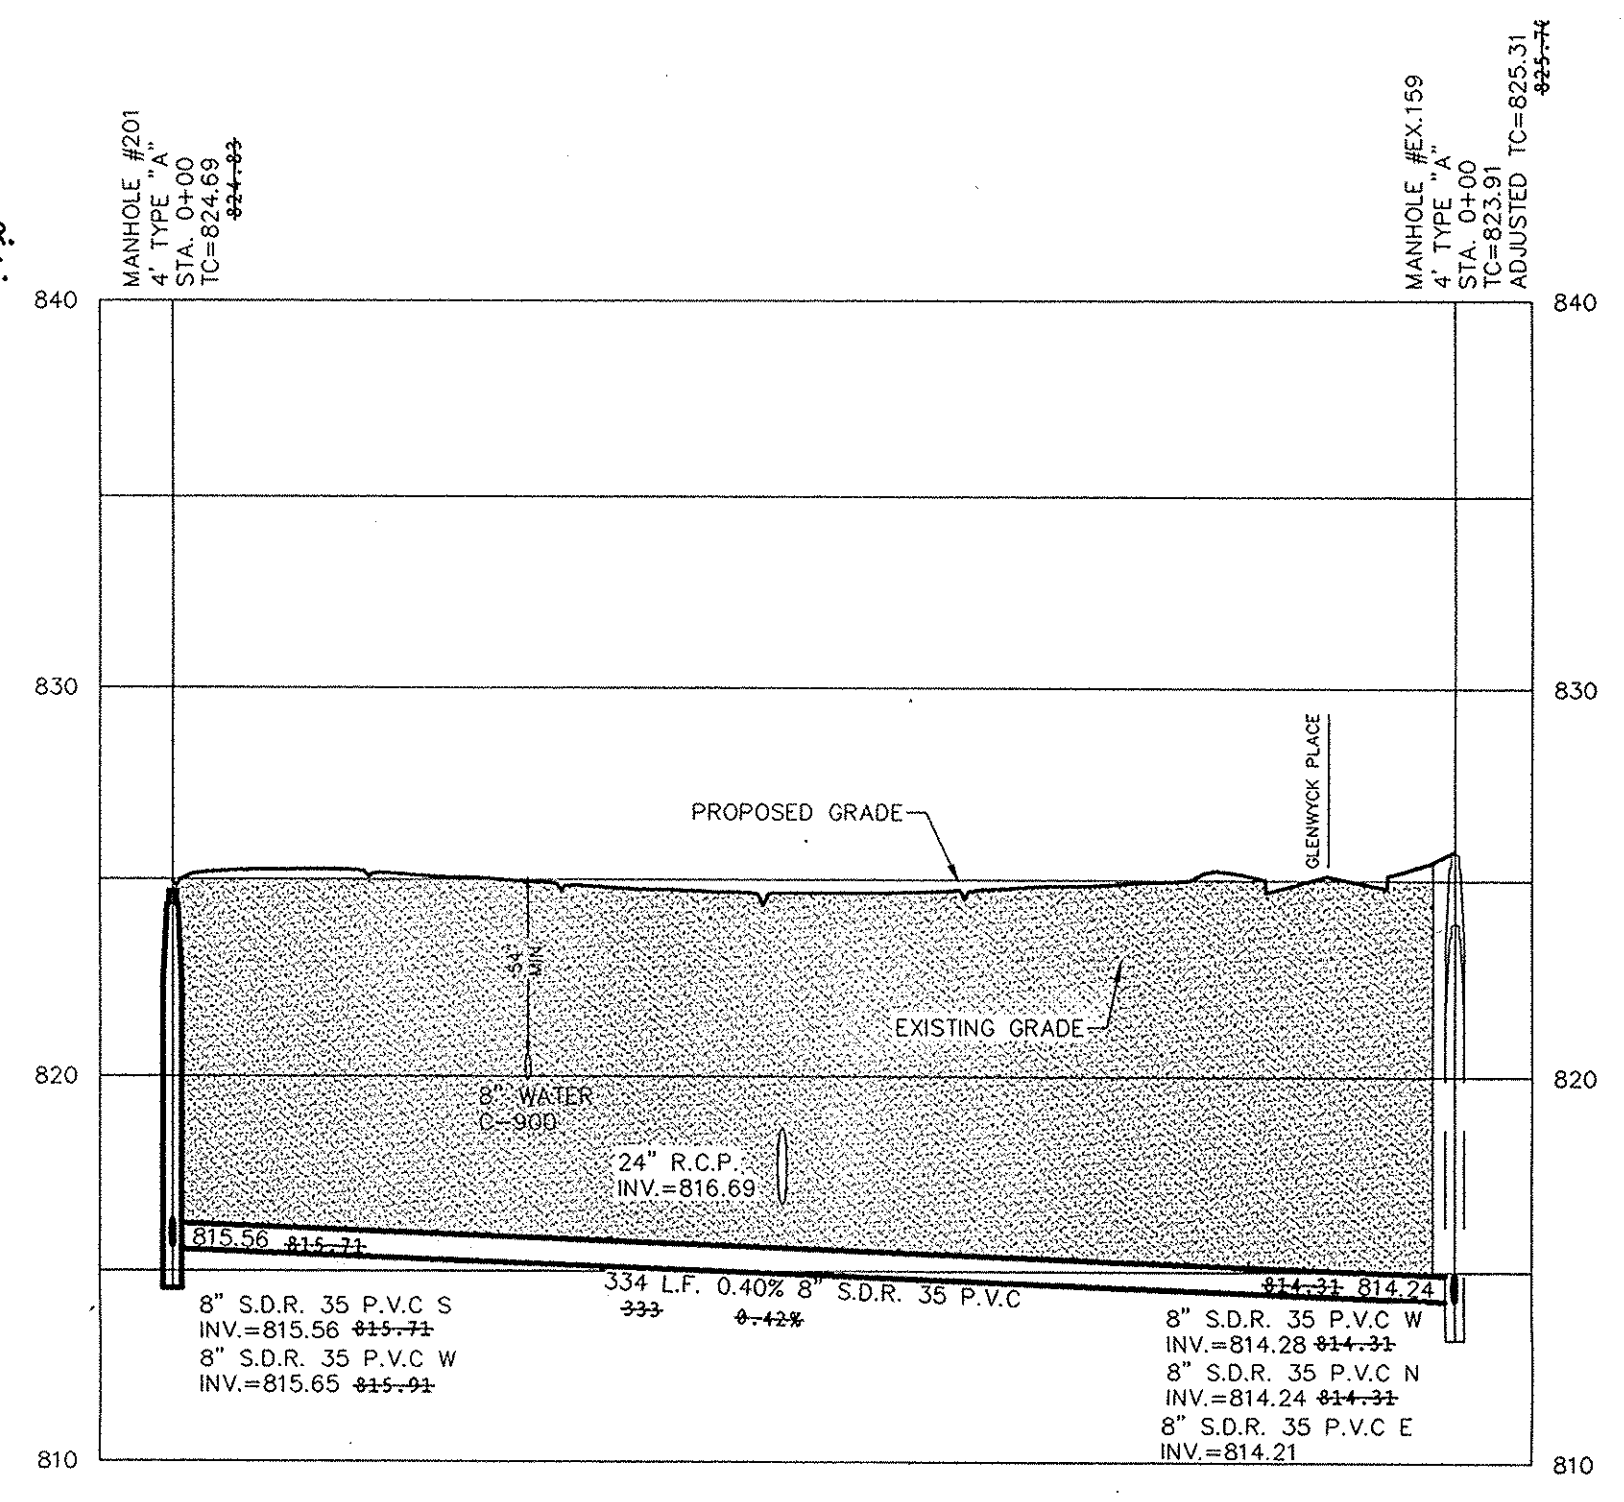 MANHOLE #201
4' TYPE "A"
STA. 0+00
TC=824.69
824.83
MANHOLE #EX.159
4' TYPE "A"
STA. 0+00
TC=823.91
ADJUSTED TC=825.31
840
840
830
830
GLENWYCK PLACE
PROPOSED GRADE
54"
MIN
EXISTING GRADE
820
820
8" WATER
C-900
24" R.C.P.
INV.=816.69
815.56 815.71
334 L.F. 0.40% 8" S.D.R. 35 P.V.C
333 0.42%
814.31 814.24
8" S.D.R. 35 P.V.C S
INV.=815.56 815.71
8" S.D.R. 35 P.V.C W
INV.=815.65 815.91
8" S.D.R. 35 P.V.C W
INV.=814.28 814.31
8" S.D.R. 35 P.V.C N
INV.=814.24 814.31
8" S.D.R. 35 P.V.C E
INV.=814.21
810
810